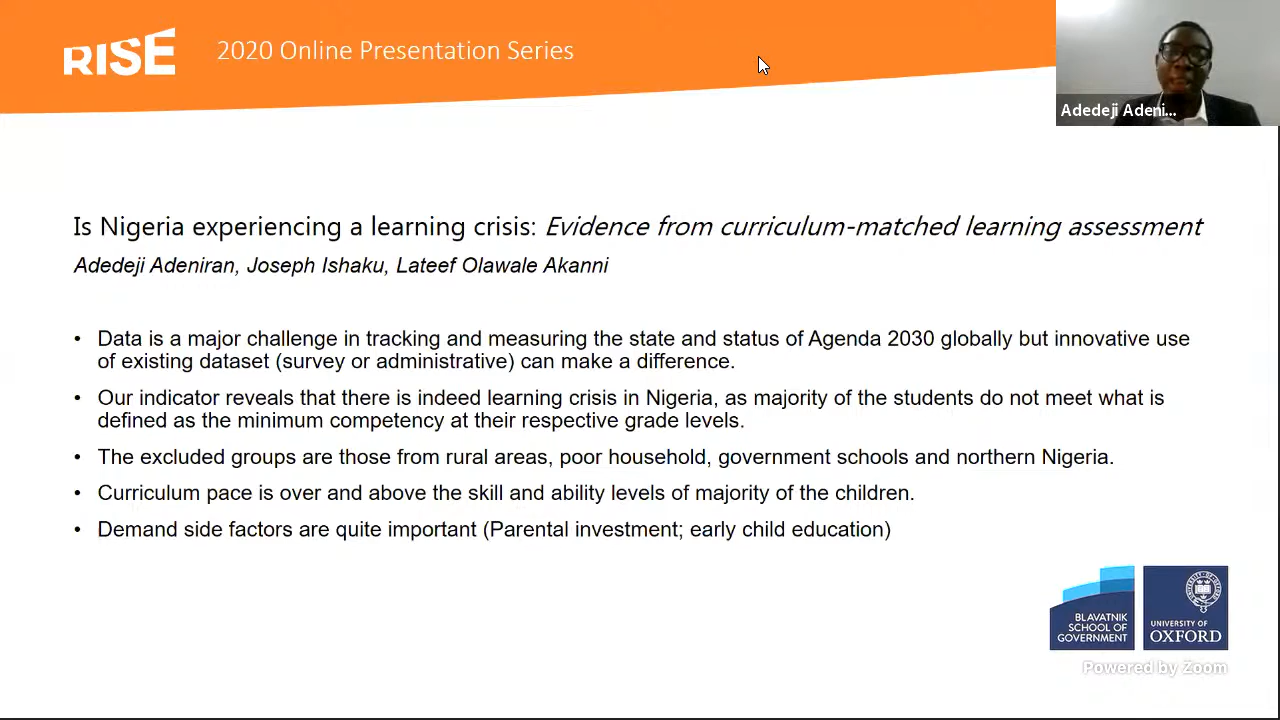 RISE
2020 Online Presentation Series
Adedeji Adeni...
Is Nigeria experiencing a learning crisis: Evidence from curriculum-matched learning assessment
Adedeji Adeniran, Joseph Ishaku, Lateef Olawale Akanni
• Data is a major challenge in tracking and measuring the state and status of Agenda 2030 globally but innovative use
of existing dataset (survey or administrative) can make a difference.
• Our indicator reveals that there is indeed learning crisis in Nigeria, as majority of the students do not meet what is
defined as the minimum competency at their respective grade levels.
• The excluded groups are those from rural areas, poor household, government schools and northern Nigeria.
• Curriculum pace is over and above the skill and ability levels of majority of the children.
• Demand side factors are quite important (Parental investment; early child education)
BLAVATNIK
SCHOOL OF
GOVERNMENT
UNIVERSITY OF
OXFORD
Powered by Zoom